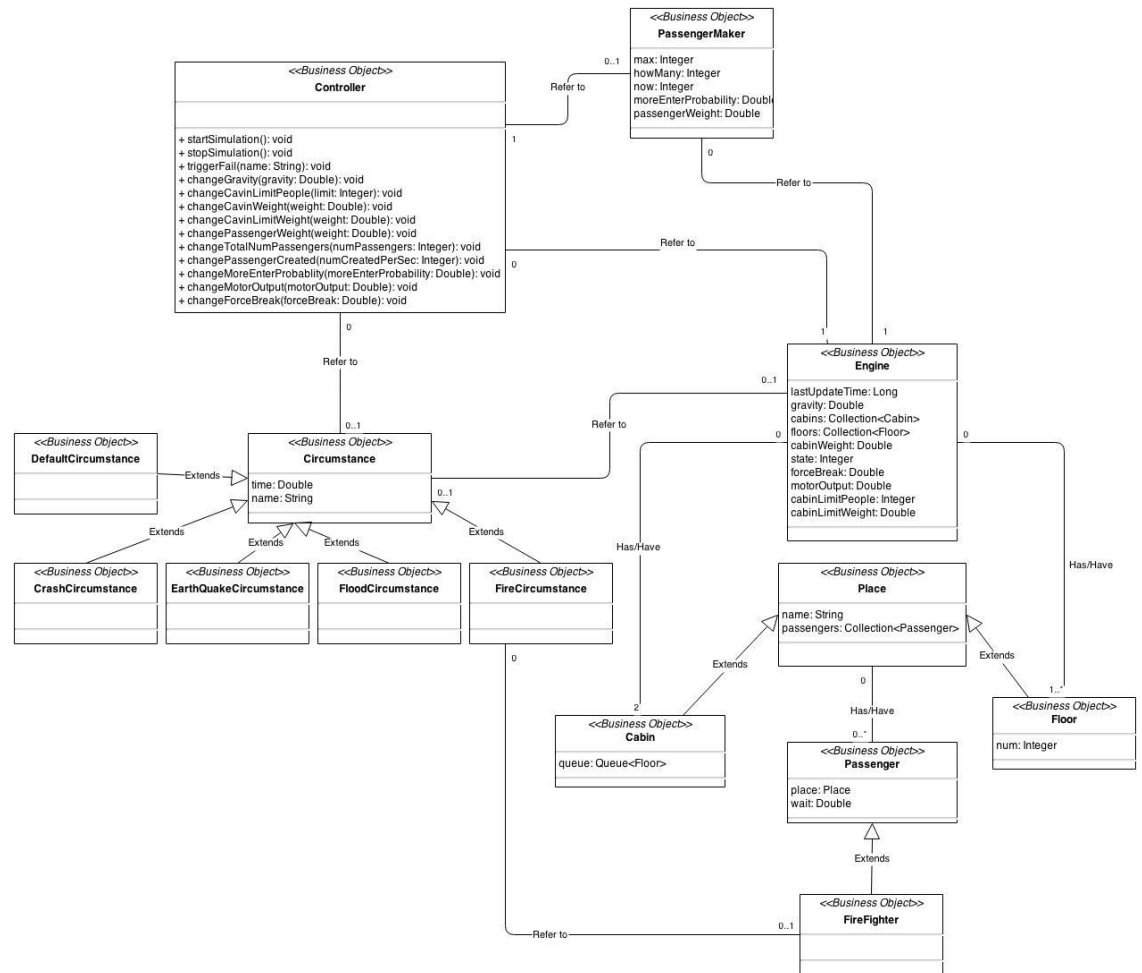 <<Business Object>>
PassengerMaker
max: Integer
howMany: Integer
now: Integer
moreEnterProbability: Double
passengerWeight: Double
<<Business Object>>
Controller
+ startSimulation(): void
+ stopSimulation(): void
+ triggerFail(name: String): void
+ changeGravity(gravity: Double): void
+ changeCavinLimitPeople(limit: Integer): void
+ changeCavinWeight(weight: Double): void
+ changeCavinLimitWeight(weight: Double): void
+ changePassengerWeight(weight: Double): void
+ changeTotalNumPassengers(numPassengers: Integer): void
+ changePassengerCreated(numCreatedPerSec: Integer): void
+ changeMoreEnterProbablity(moreEnterProbability: Double): void
+ changeMotorOutput(motorOutput: Double): void
+ changeForceBreak(forceBreak: Double): void
0..1
Refer to
1
0
Refer to
1
Refer to
0
1
0
Refer to
0..1
<<Business Object>>
Engine
lastUpdateTime: Long
gravity: Double
cabins: Collection<Cabin>
floors: Collection<Floor>
cabinWeight: Double
state: Integer
forceBreak: Double
motorOutput: Double
cabinLimitPeople: Integer
cabinLimitWeight: Double
0..1
Refer to
0..1
<<Business Object>>
DefaultCircumstance
Extends
<<Business Object>>
Circumstance
time: Double
name: String
Extends
Extends
Extends
Extends
<<Business Object>>
CrashCircumstance
<<Business Object>>
EarthQuakeCircumstance
<<Business Object>>
FloodCircumstance
<<Business Object>>
FireCircumstance
0
Has/Have
2
0
Has/Have
1..*
<<Business Object>>
Place
name: String
passengers: Collection<Passenger>
Extends
Extends
0
Has/Have
0..*
<<Business Object>>
Cabin
queue: Queue<Floor>
<<Business Object>>
Floor
num: Integer
<<Business Object>>
Passenger
place: Place
wait: Double
Extends
<<Business Object>>
FireFighter
0
Refer to
0..1